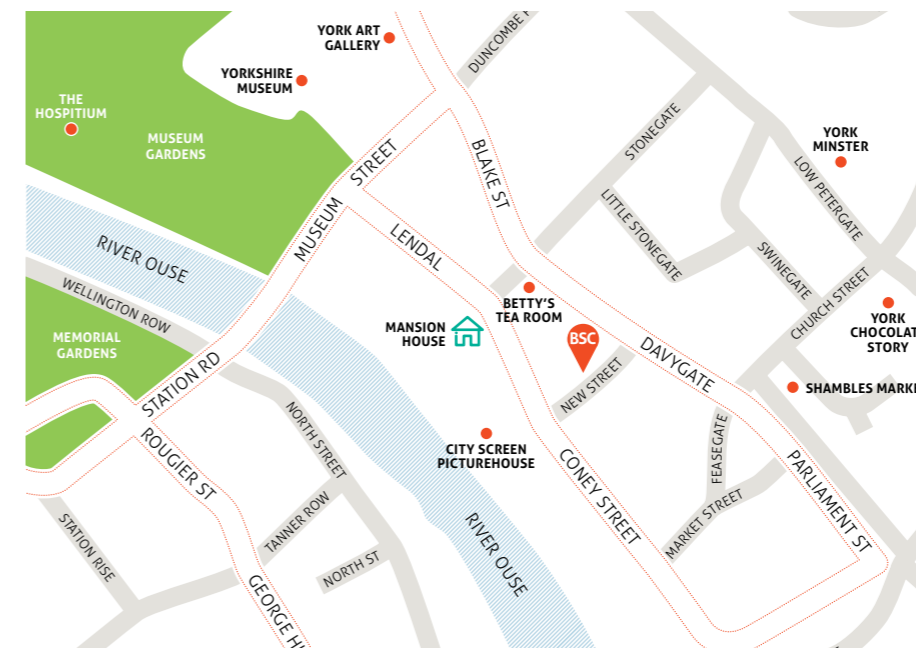 YORK ART
GALLERY
DUNCOMBE P
YORKSHIRE
MUSEUM
THE
HOSPITIUM
MUSEUM
GARDENS
MUSEUM STREET
BLAKE ST
STONEGATE
YORK
MINSTER
LOW PETERGATE
LITTLE STONEGATE
SWINEGATE
LENDAL
RIVER OUSE
WELLINGTON ROW
CHURCH STREET
BETTY'S
TEA ROOM
YORK
CHOCOLAT
STORY
MANSION
HOUSE
BSC
MEMORIAL
GARDENS
STATION RD
DAVYGATE
NEW STREET
SHAMBLES MARKE
NORTH STREET
CITY SCREEN
PICTUREHOUSE
FEASEGATE
ROUGIER ST
CONEY STREET
PARLIAMENT ST
MARKET STREET
TANNER ROW
STATION RISE
RIVER OUSE
NORTH ST
GEORGE H